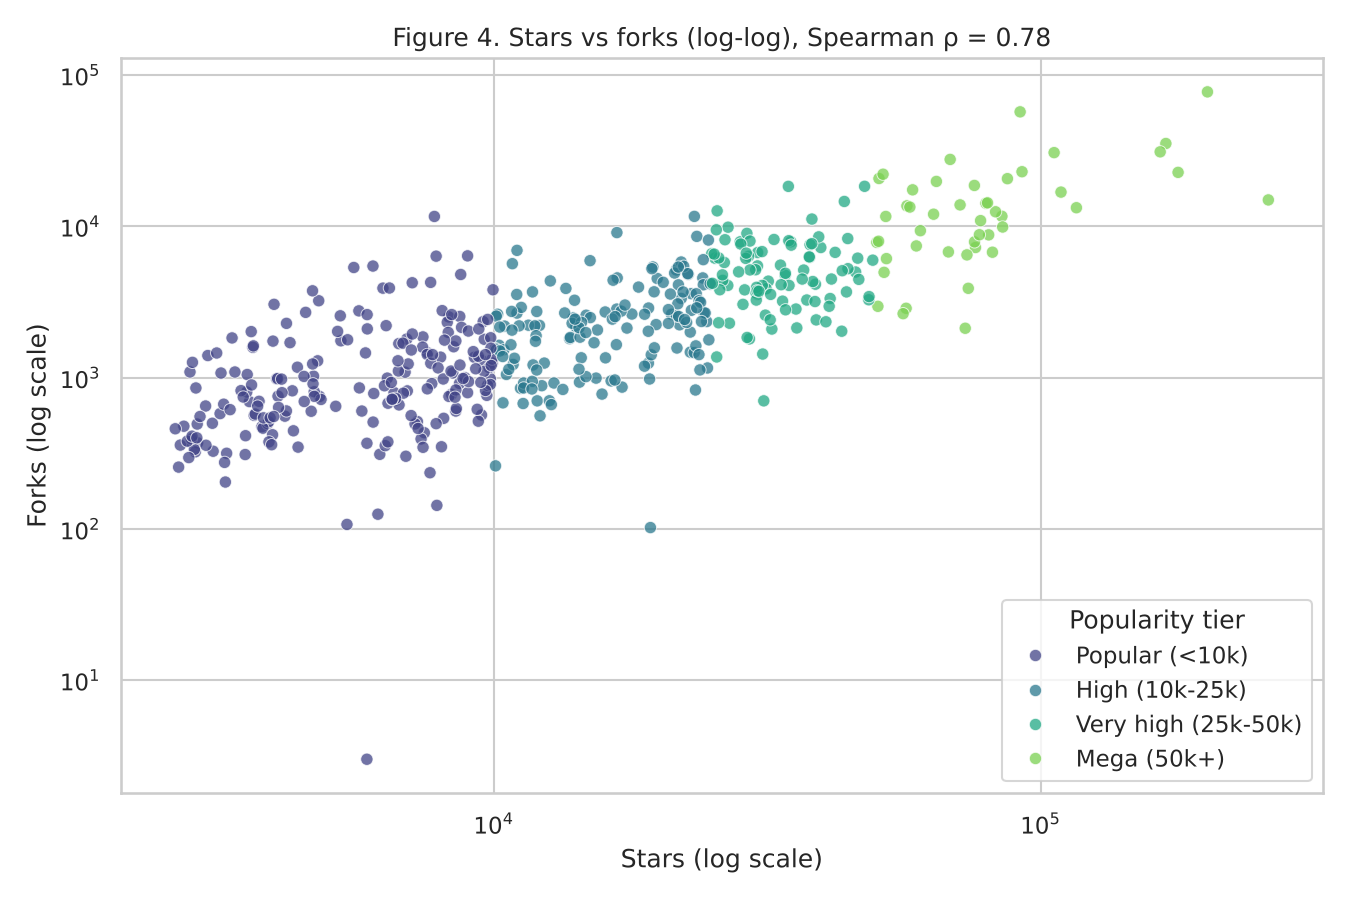 Figure 4. Stars vs forks (log-log), Spearman ρ = 0.78
10⁵
10⁴
10³
10²
10¹
Forks (log scale)
10⁴ 10⁵
Stars (log scale)
Popularity tier
Popular (<10k)
High (10k-25k)
Very high (25k-50k)
Mega (50k+)